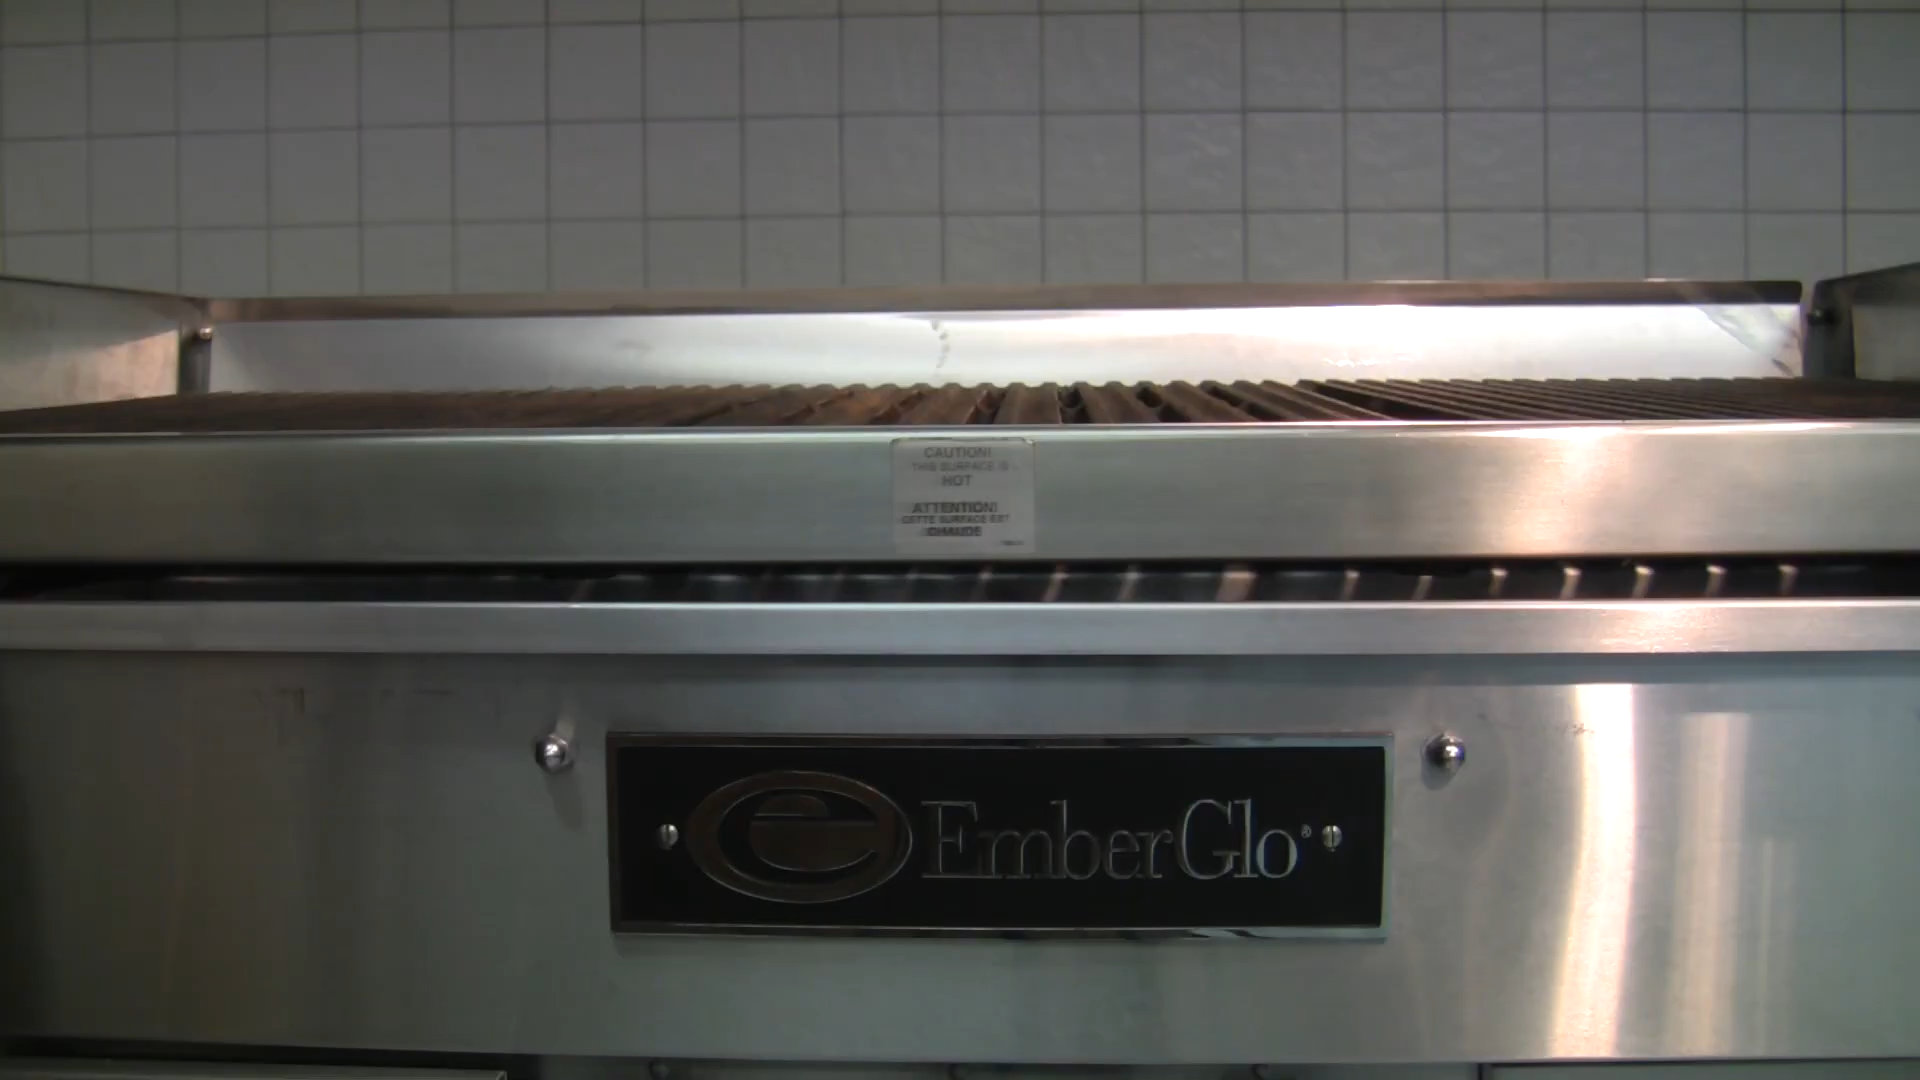 CAUTION!
THIS SURFACE IS
HOT
ATTENTION!
CETTE SURFACE EST
CHAUDE
e EmberGlo®